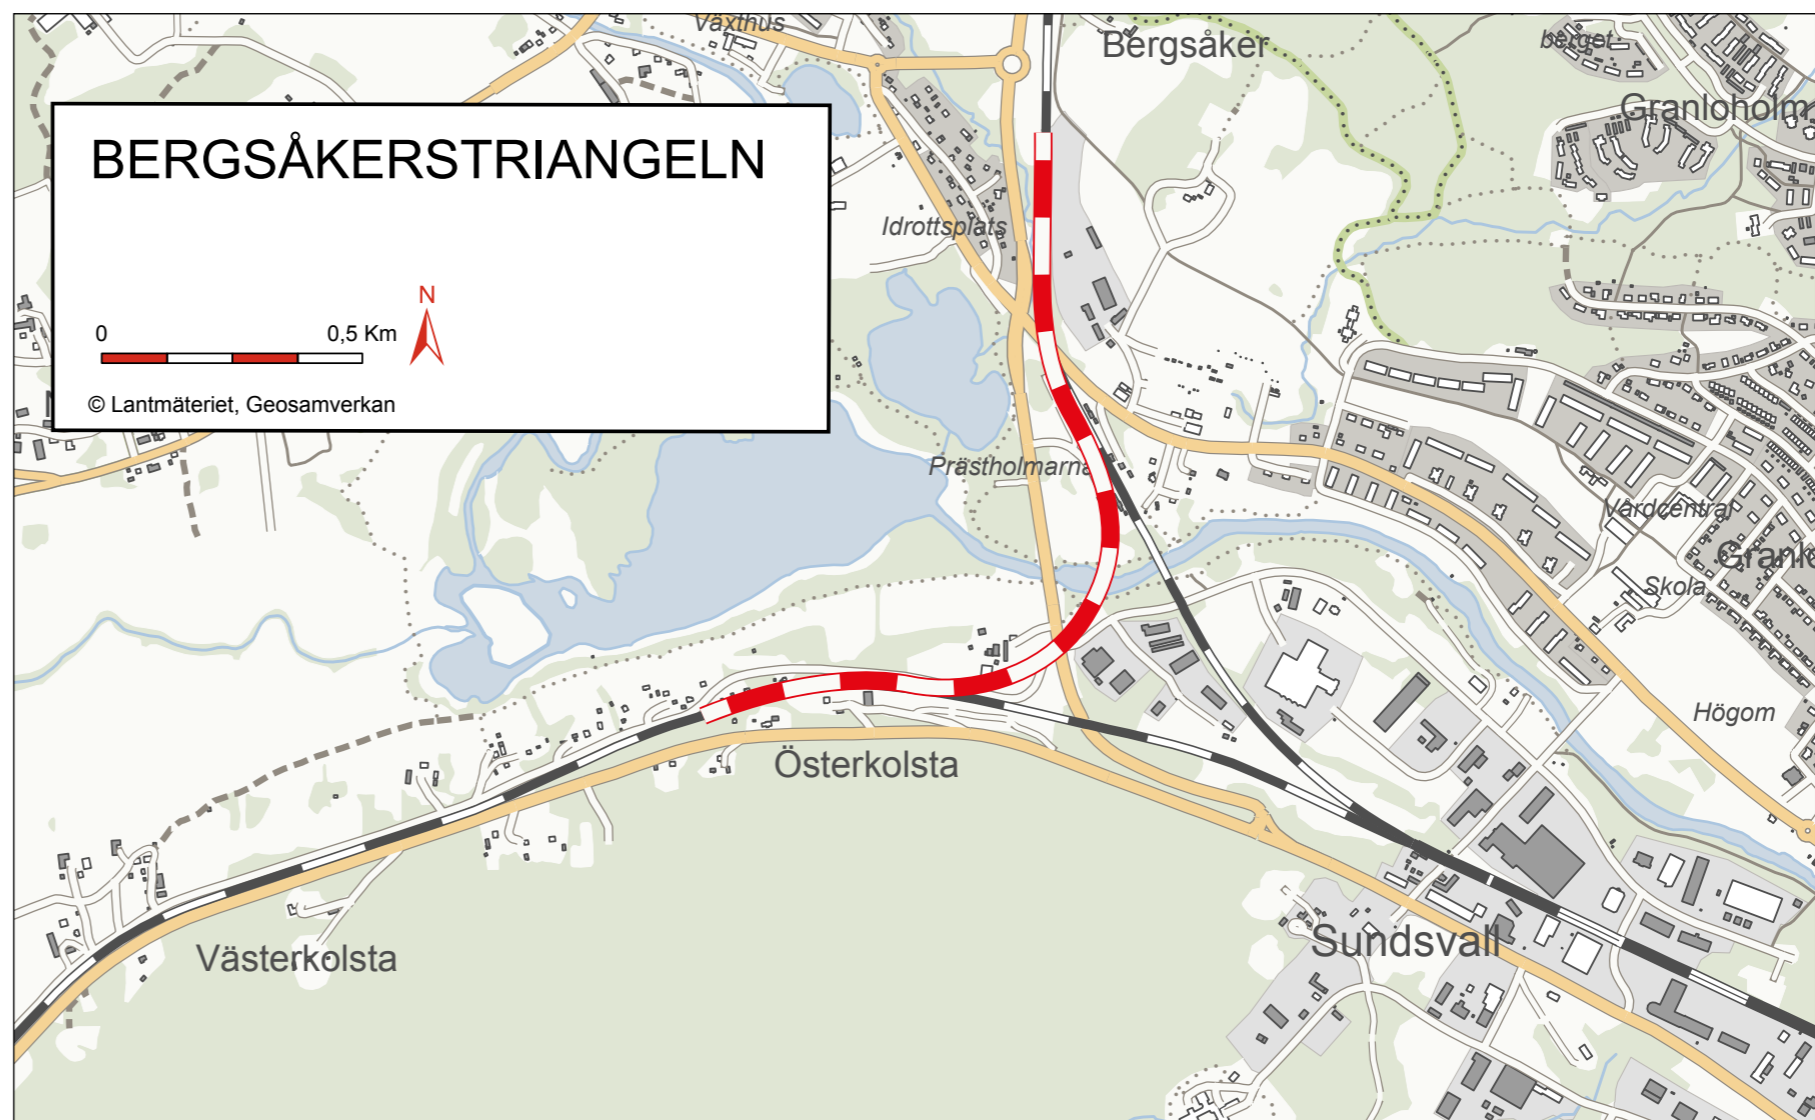 Växthus
Bergsåker
berget
Granloholm
BERGSÅKERSTRIANGELN
Idrottsplats
N
0 0,5 Km
© Lantmäteriet, Geosamverkan
Prästholmarna
Vårdcentral
Granlo
Skola
Högom
Österkolsta
Sundsvall
Västerkolsta